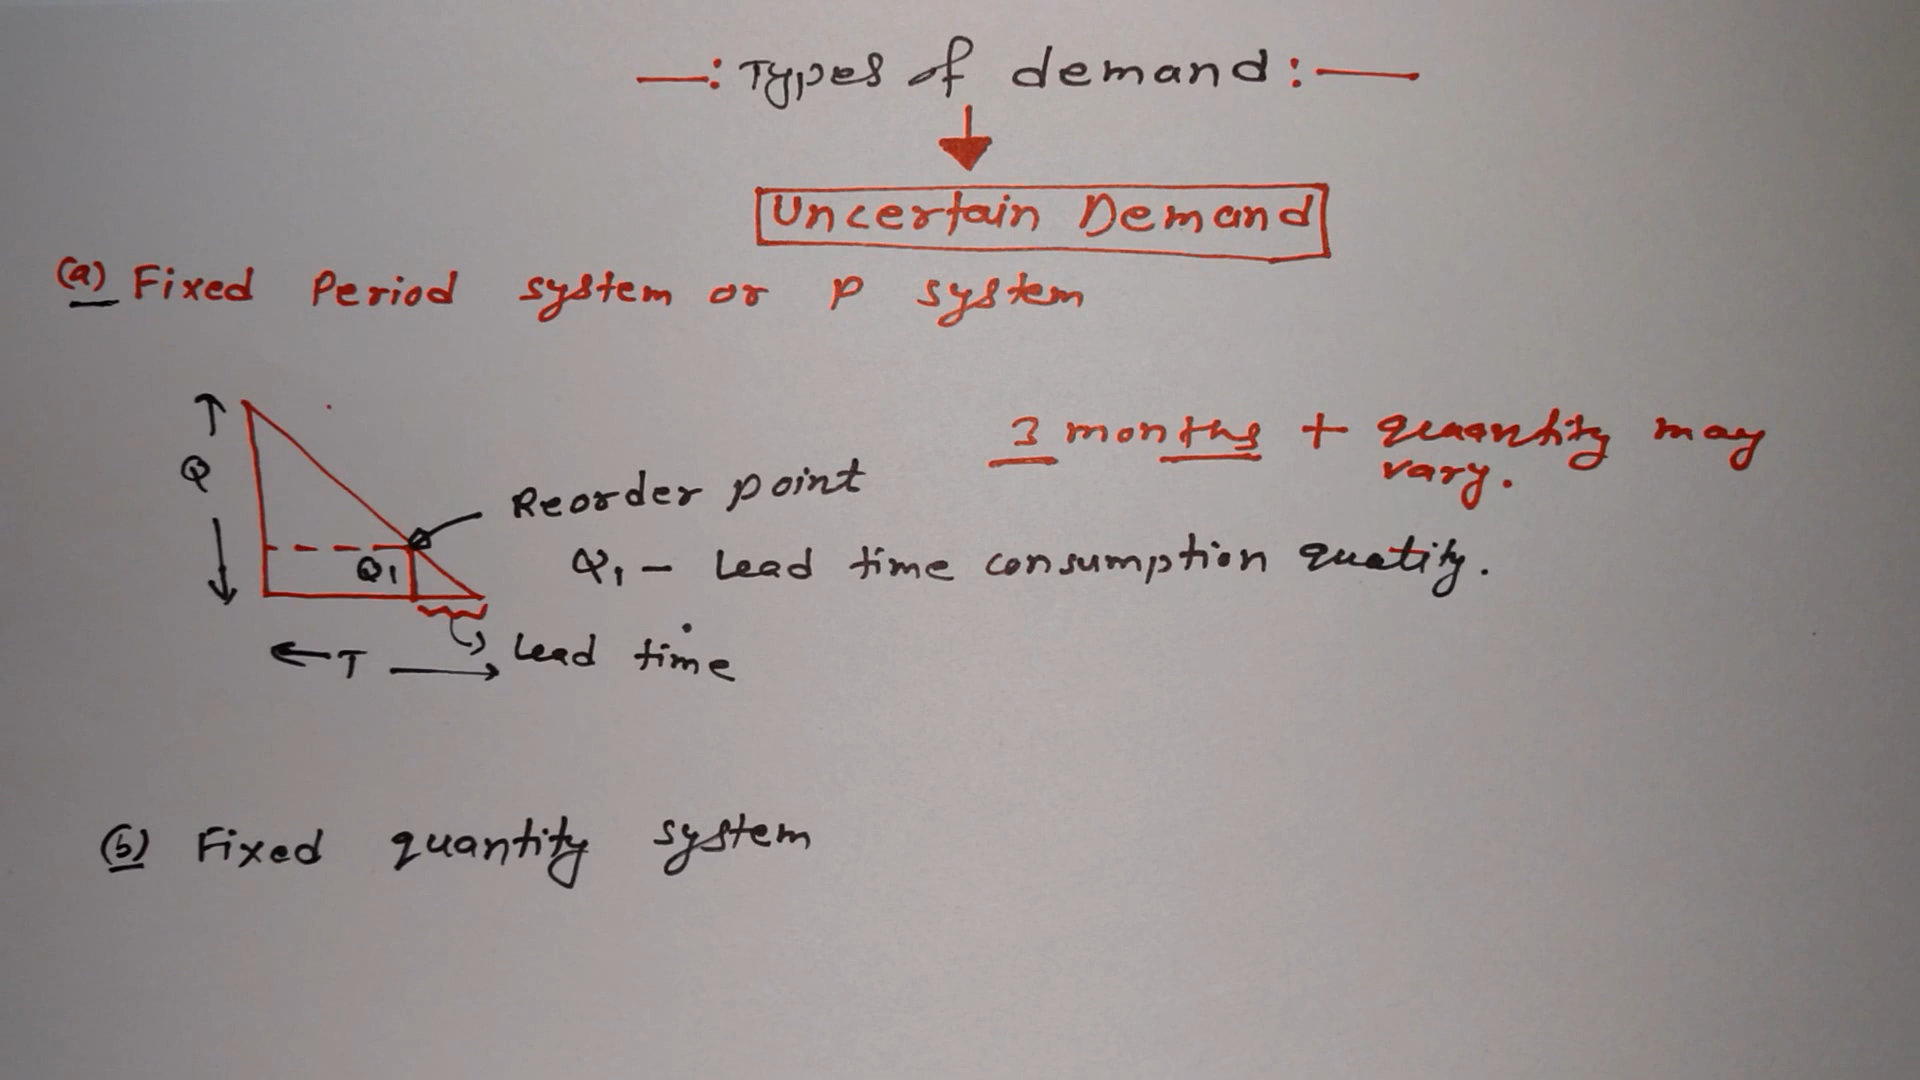 —: Types of demand :—
Uncertain Demand
(a) Fixed Period system or P system
3 months + quantity may
vary.
Q
Reorder point
Q1
Q1 - Lead time consumption quatity.
T
Lead time
(b) Fixed quantity system